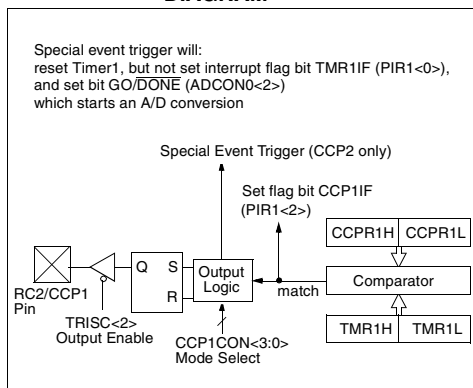 DIAGRAM
Special event trigger will:
reset Timer1, but not set interrupt flag bit TMR1IF (PIR1<0>),
and set bit GO/DONE (ADCON0<2>)
which starts an A/D conversion
Special Event Trigger (CCP2 only)
Set flag bit CCP1IF
(PIR1<2>)
CCPR1H CCPR1L
Q S
R
Output
Logic
match
Comparator
RC2/CCP1
Pin
TRISC<2>
Output Enable
CCP1CON<3:0>
Mode Select
TMR1H TMR1L